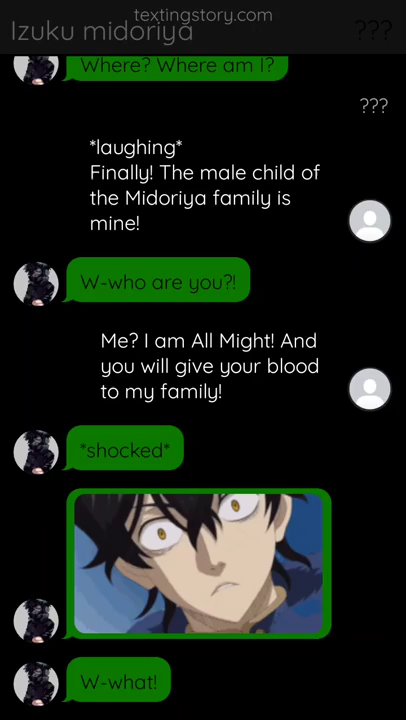 textingstory.com
Izuku midoriya
???
Where? Where am I?
???
*laughing*
Finally! The male child of
the Midoriya family is
mine!
W-who are you?!
Me? I am All Might! And
you will give your blood
to my family!
*shocked*
W-what!